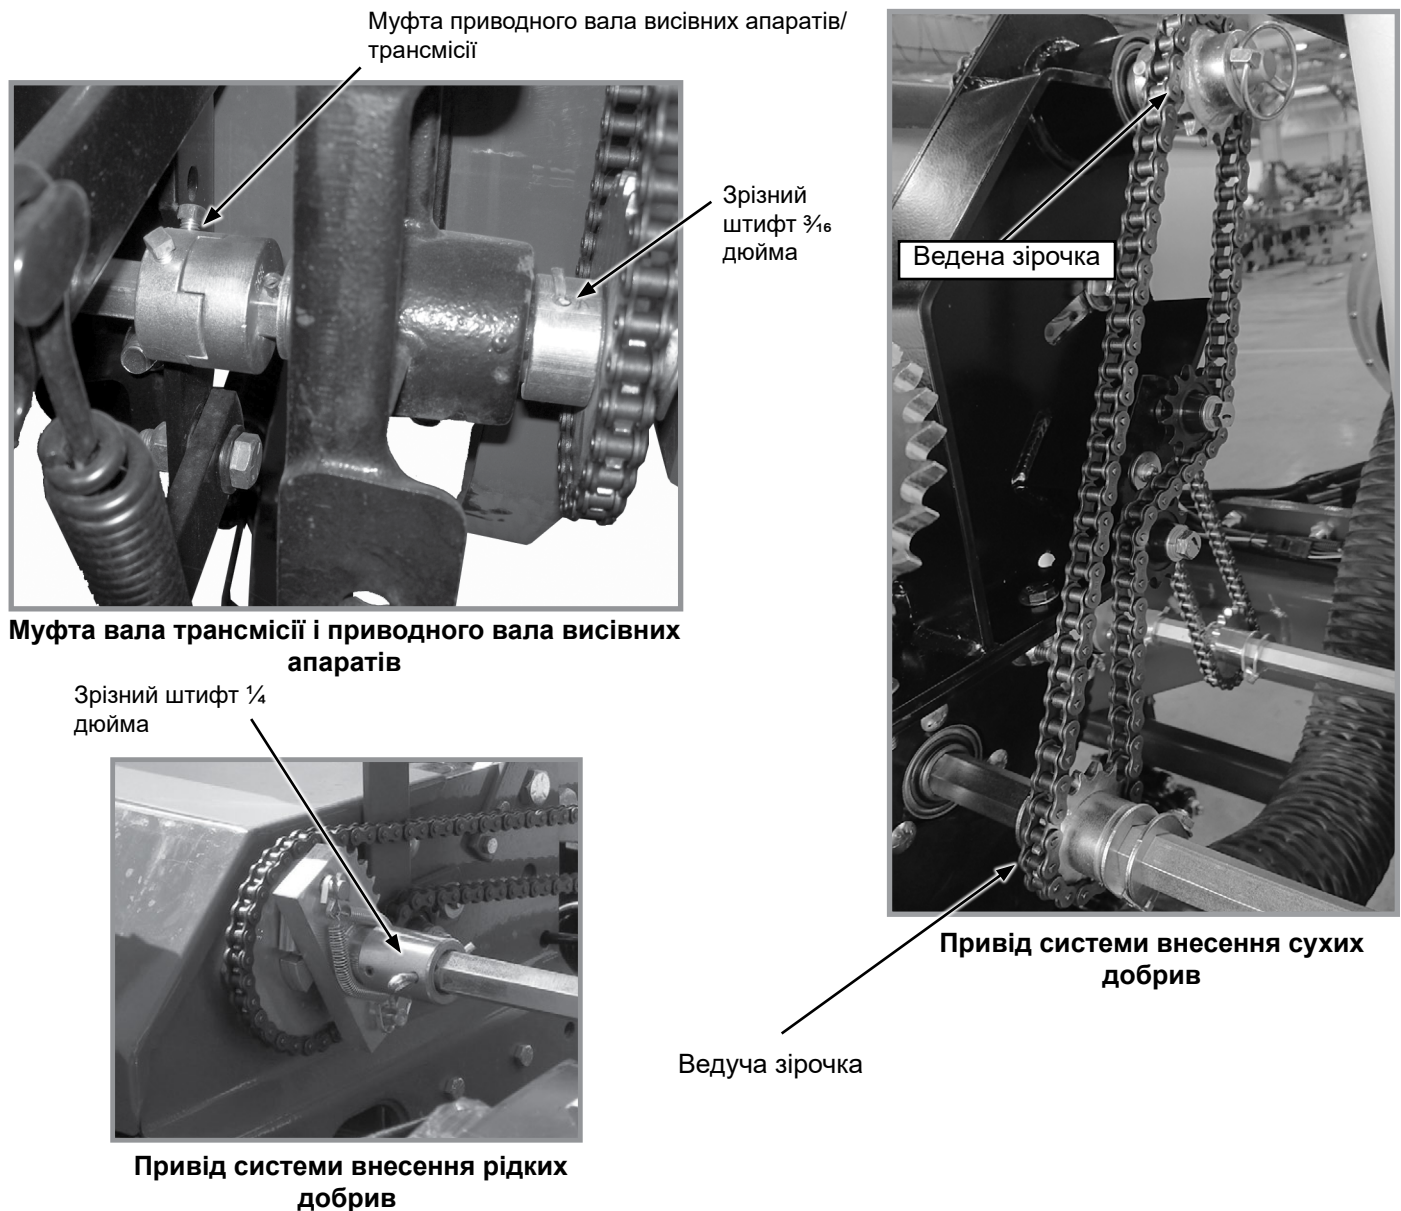 Муфта приводного вала висівних апаратів/
трансмісії
Зрізний
штифт ³⁄₁₆
дюйма
Муфта вала трансмісії і приводного вала висівних
апаратів
Зрізний штифт ¼
дюйма
Привід системи внесення рідких
добрив
Ведена зірочка
Привід системи внесення сухих
добрив
Ведуча зірочка